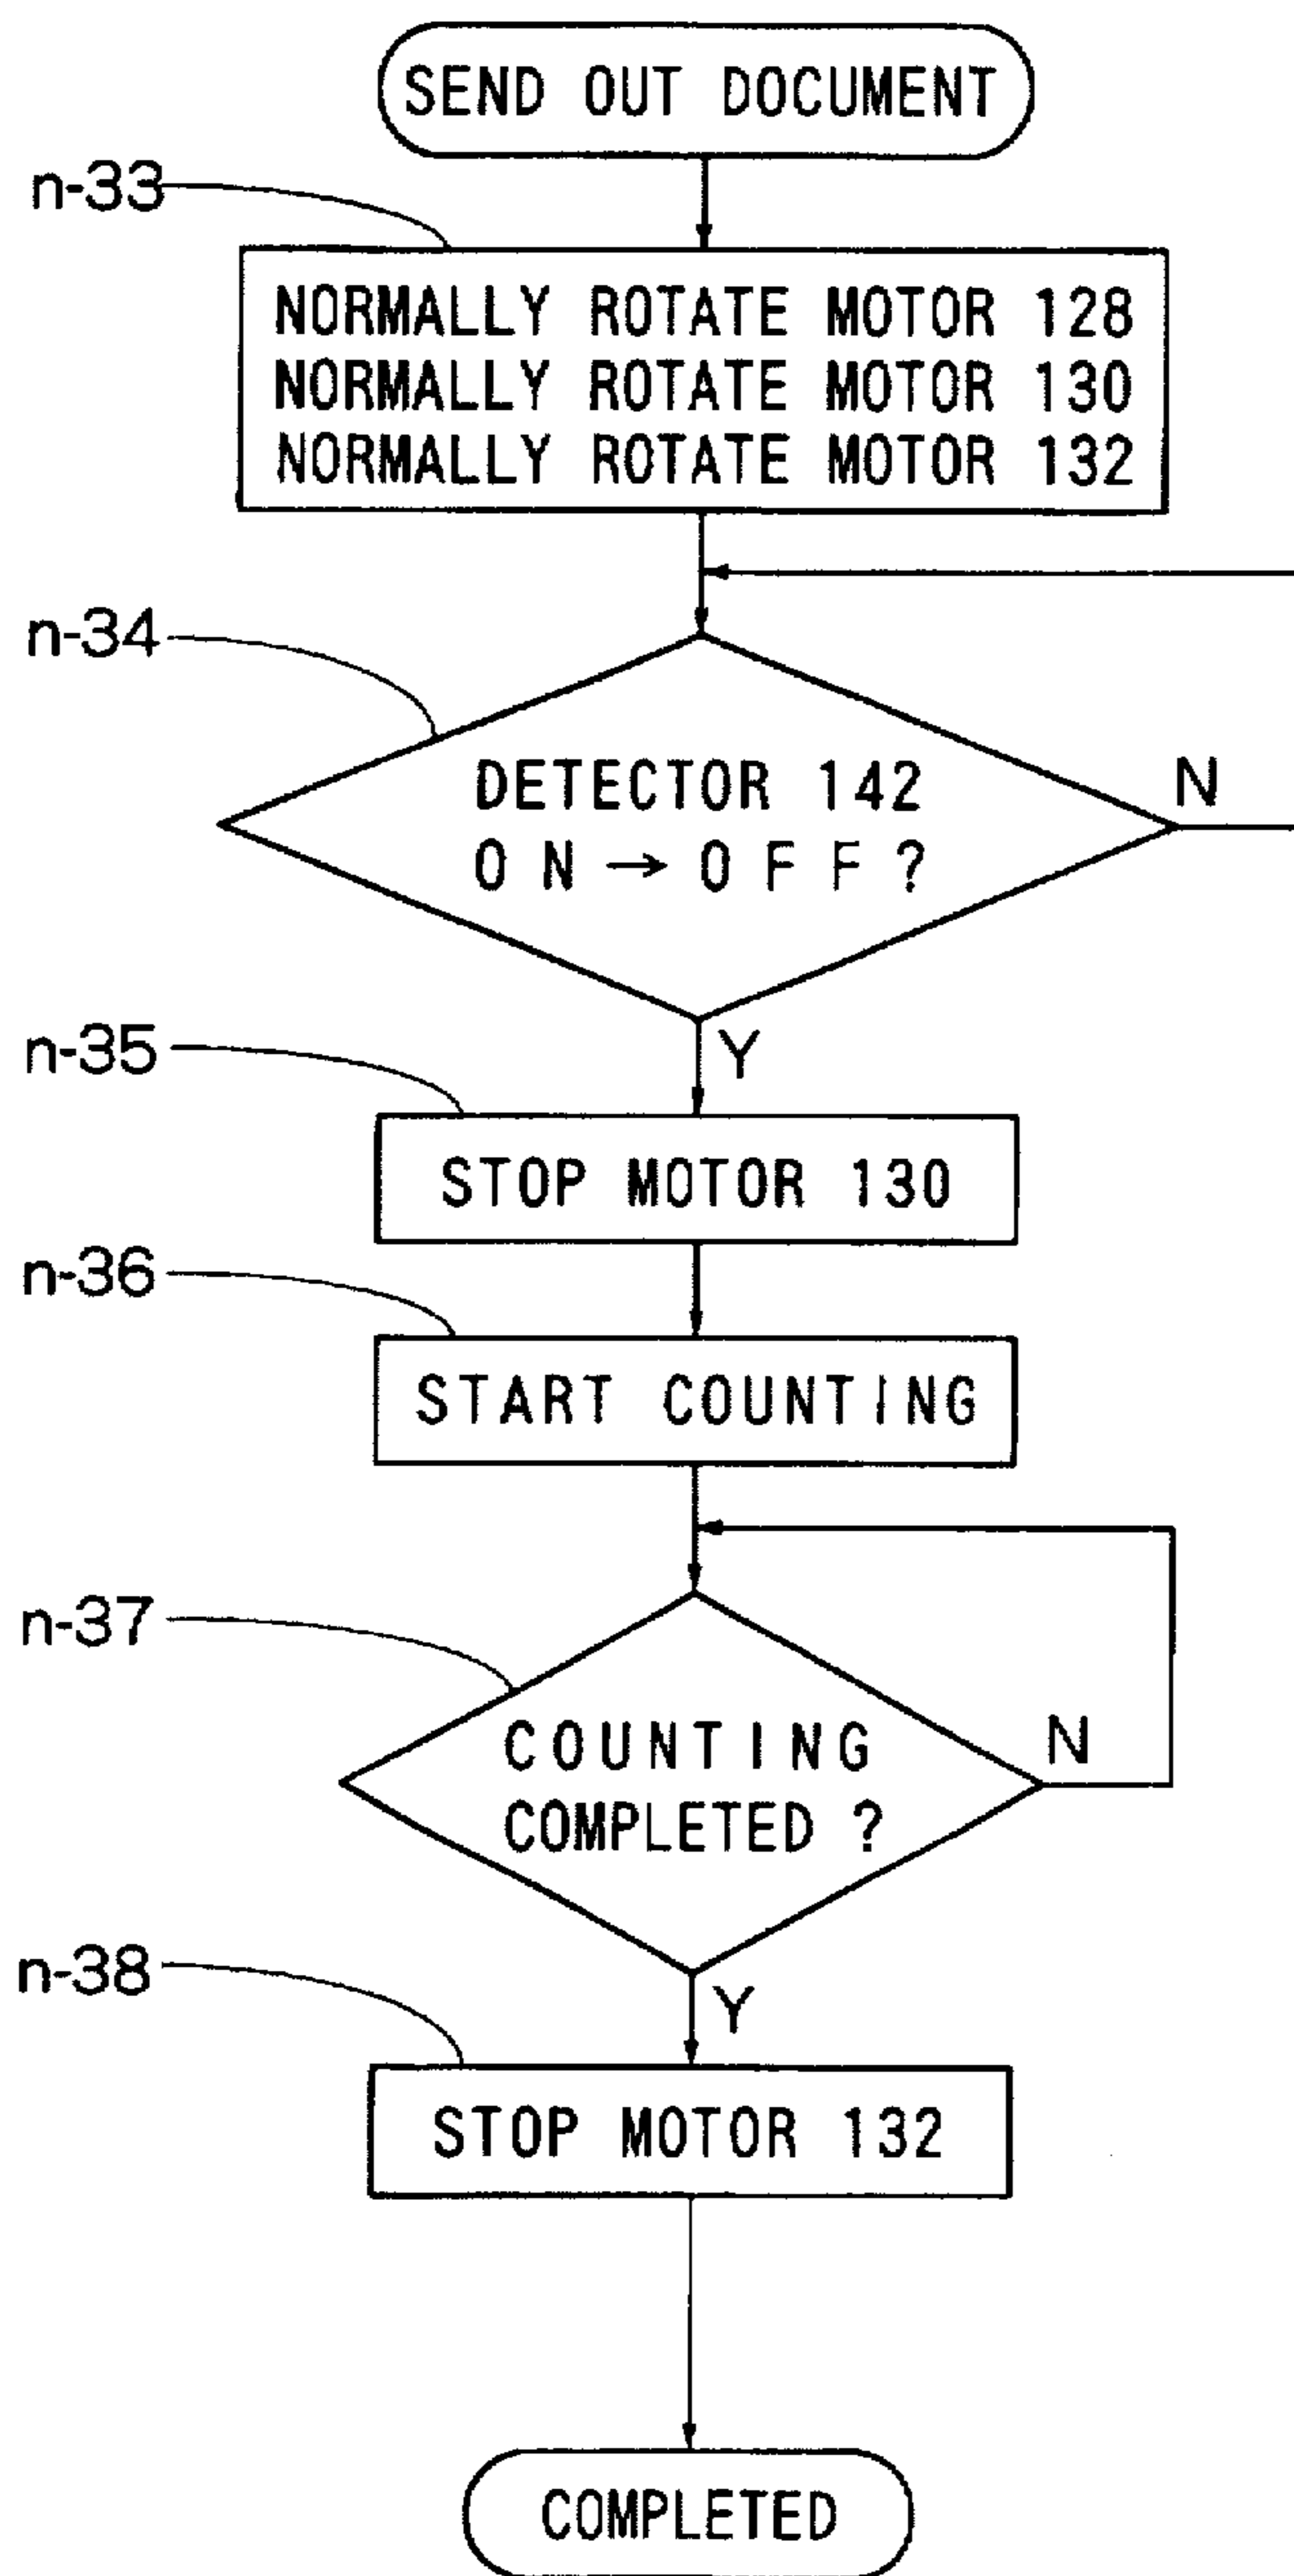 SEND OUT DOCUMENT
n-33
NORMALLY ROTATE MOTOR 128
NORMALLY ROTATE MOTOR 130
NORMALLY ROTATE MOTOR 132
n-34
DETECTOR 142
ON→OFF?
N
Y
n-35
STOP MOTOR 130
n-36
START COUNTING
n-37
COUNTING
COMPLETED ?
N
Y
n-38
STOP MOTOR 132
COMPLETED